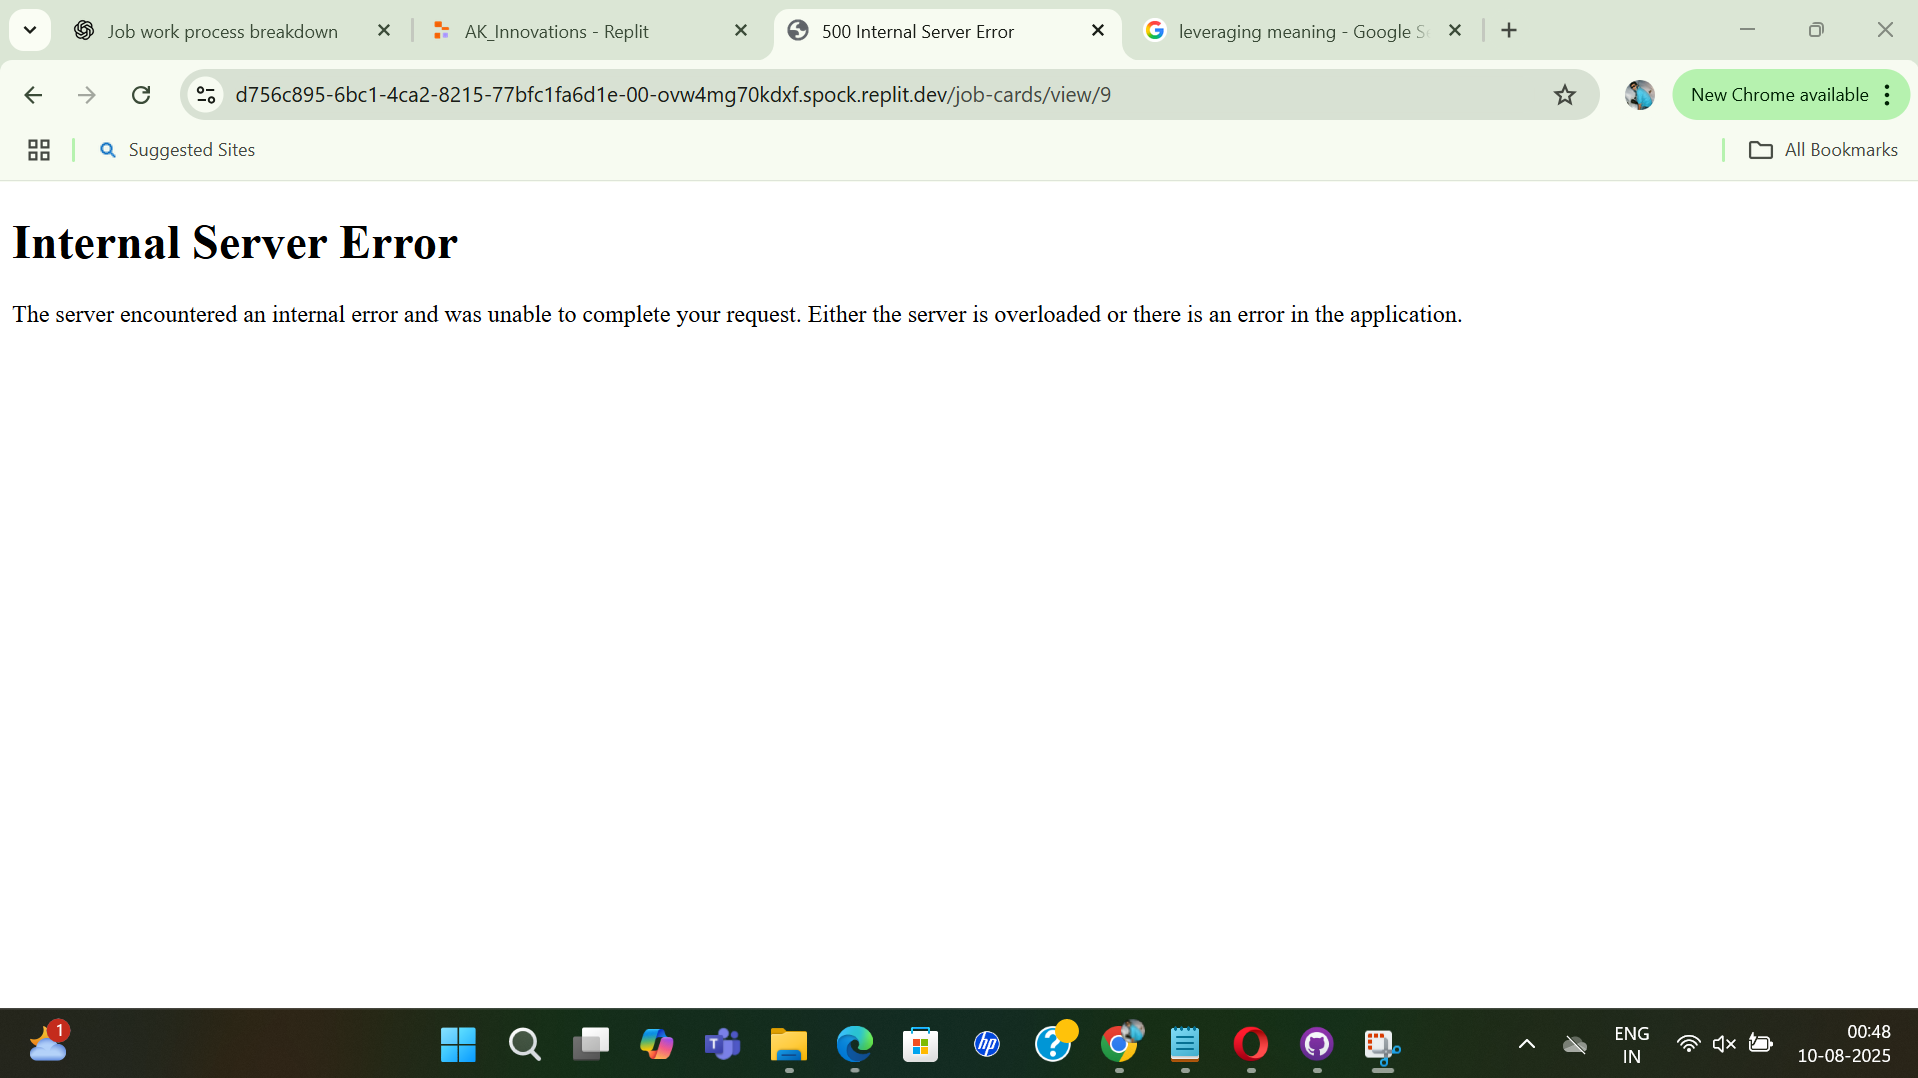 Job work process breakdown
AK_Innovations - Replit
500 Internal Server Error
leveraging meaning - Google S
d756c895-6bc1-4ca2-8215-77bfc1fa6d1e-00-ovw4mg70kdxf.spock.replit.dev/job-cards/view/9
New Chrome available
Suggested Sites
All Bookmarks
Internal Server Error
The server encountered an internal error and was unable to complete your request. Either the server is overloaded or there is an error in the application.
1
hp
ENG
IN
00:48
10-08-2025